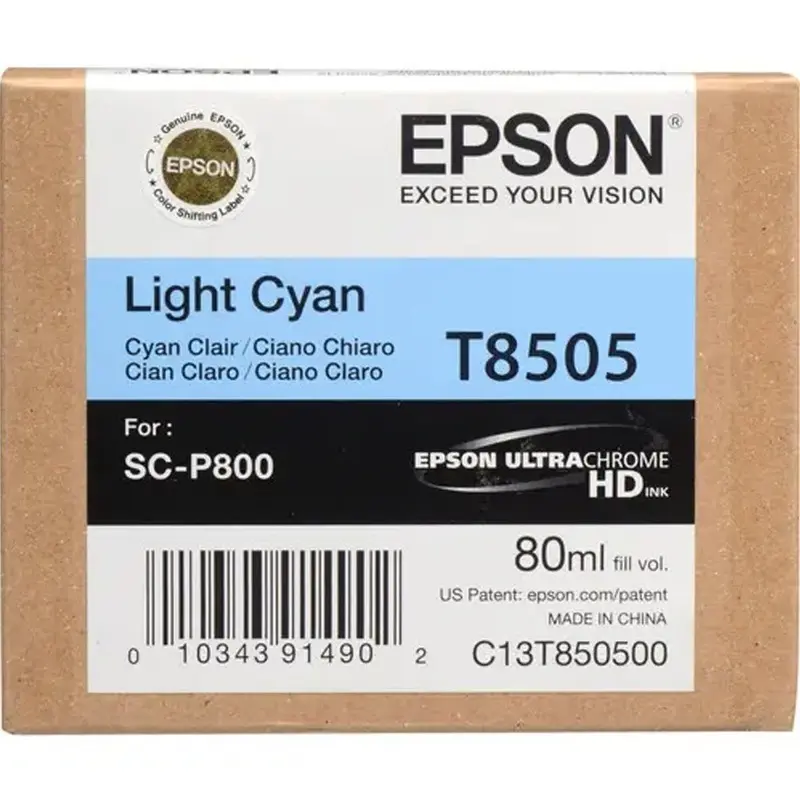 Genuine EPSON
EPSON
Color Shifting Label
EPSON®
EXCEED YOUR VISION
Light Cyan
Cyan Clair / Ciano Chiaro
Cian Claro / Ciano Claro
T8505
For :
SC-P800
EPSON ULTRACHROME
HD INK
80ml fill vol.
US Patent: epson.com/patent
MADE IN CHINA
C13T850500
0 10343 91490 2